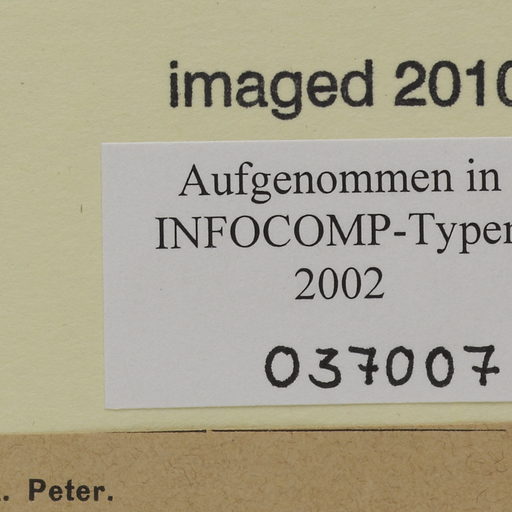 imaged 2010
Aufgenommen in
INFOCOMP-Typen
2002
037007
. Peter.